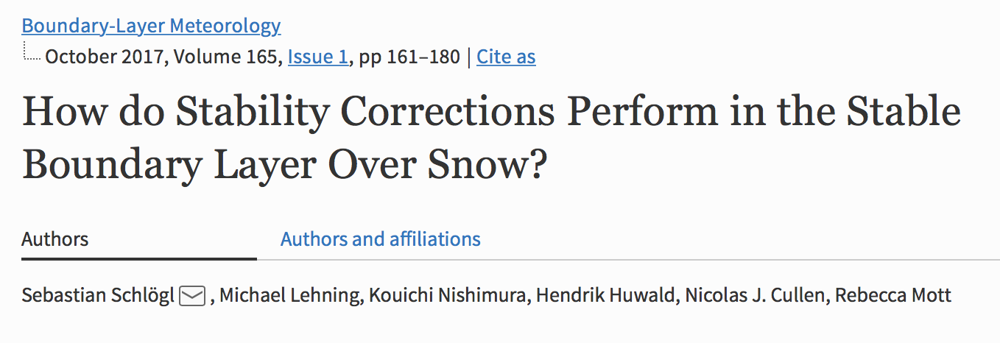 Boundary-Layer Meteorology
October 2017, Volume 165, Issue 1, pp 161–180 | Cite as
How do Stability Corrections Perform in the Stable
Boundary Layer Over Snow?
Authors Authors and affiliations
Sebastian Schlögl , Michael Lehning, Kouichi Nishimura, Hendrik Huwald, Nicolas J. Cullen, Rebecca Mott